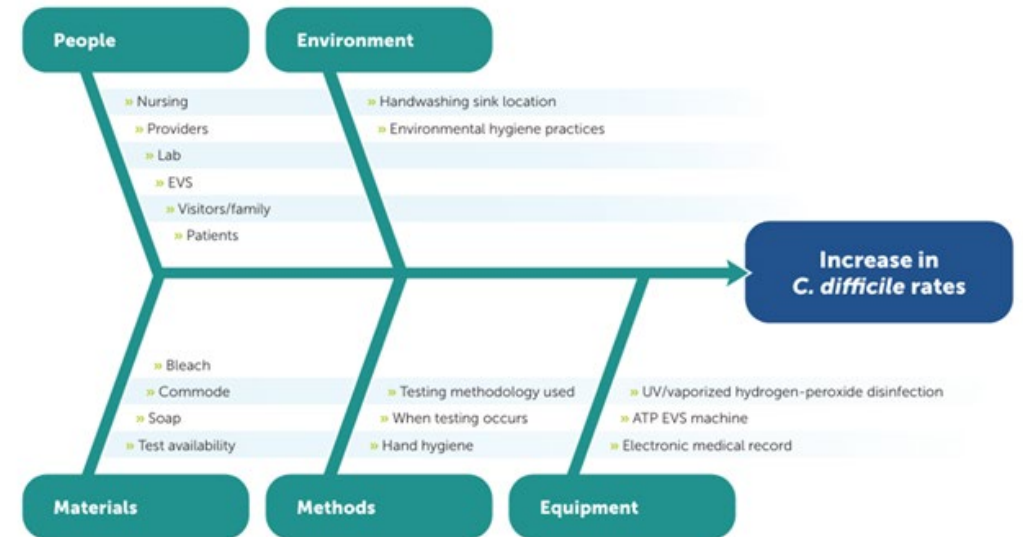 People
Environment
» Nursing
» Providers
» Lab
» EVS
» Visitors/family
» Patients
» Handwashing sink location
» Environmental hygiene practices
Increase in
C. difficile rates
» Bleach
» Commode
» Soap
» Test availability
» Testing methodology used
» When testing occurs
» Hand hygiene
» UV/vaporized hydrogen-peroxide disinfection
» ATP EVS machine
» Electronic medical record
Materials
Methods
Equipment